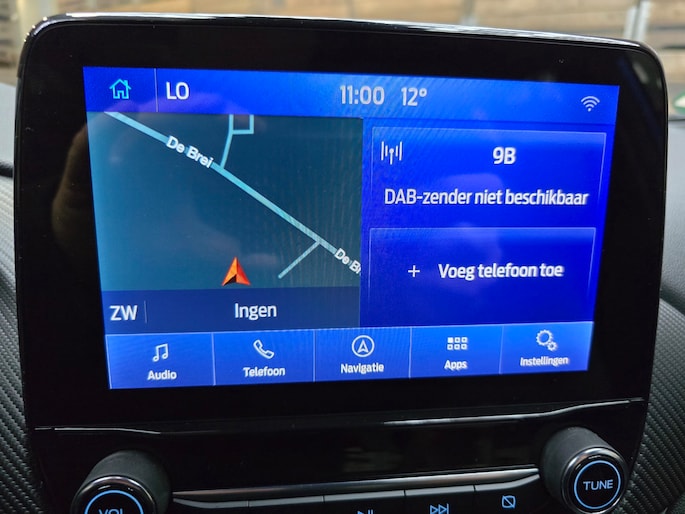 LO
11:00 12°
De Brei
De B
9B
DAB-zender niet beschikbaar
+ Voeg telefoon toe
ZW
Ingen
Audio
Telefoon
Navigatie
Apps
Instellingen
VOL
TUNE